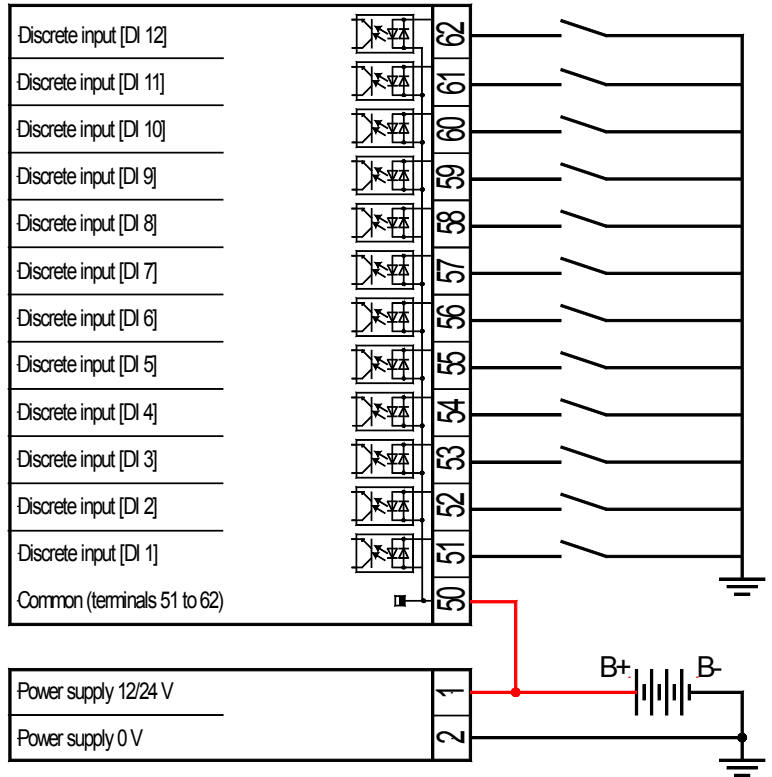 Discrete input [DI 12] 62
Discrete input [DI 11] 61
Discrete input [DI 10] 60
Discrete input [DI 9] 59
Discrete input [DI 8] 58
Discrete input [DI 7] 57
Discrete input [DI 6] 56
Discrete input [DI 5] 55
Discrete input [DI 4] 54
Discrete input [DI 3] 53
Discrete input [DI 2] 52
Discrete input [DI 1] 51
Common (terminals 51 to 62) 50
B+ B-
Power supply 12/24 V 1
Power supply 0 V 2